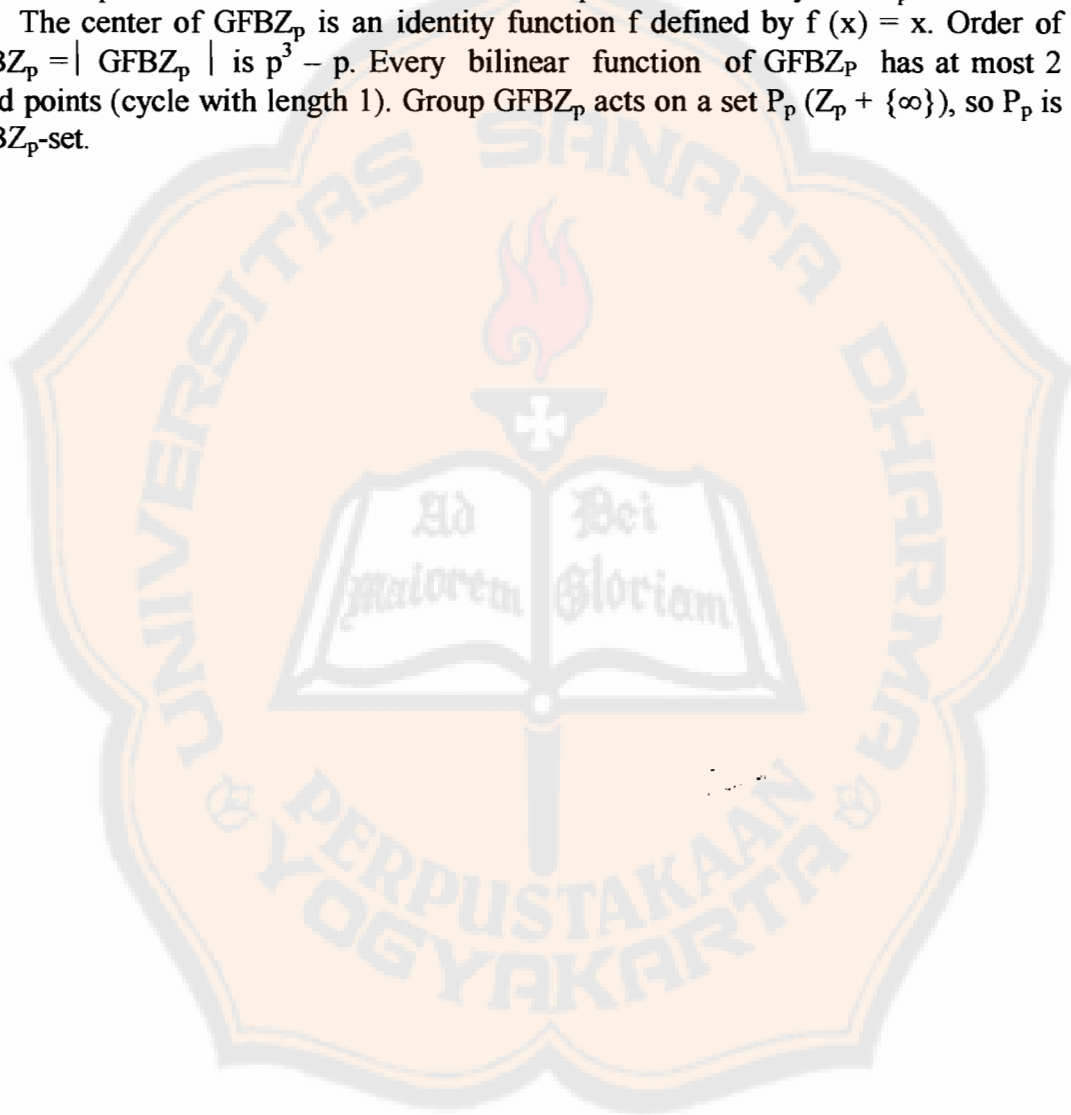 The center of GFBZₚ is an identity function f defined by f (x) = x. Order of
BZₚ =| GFBZₚ | is p³ – p. Every bilinear function of GFBZₚ has at most 2
d points (cycle with length 1). Group GFBZₚ acts on a set Pₚ (Zₚ + {∞}), so Pₚ is
BZₚ-set.
UNIVERSITAS SANATA DHARMA
Ad Dei
Maiorem Gloriam
PERPUSTAKAAN
YOGYAKARTA